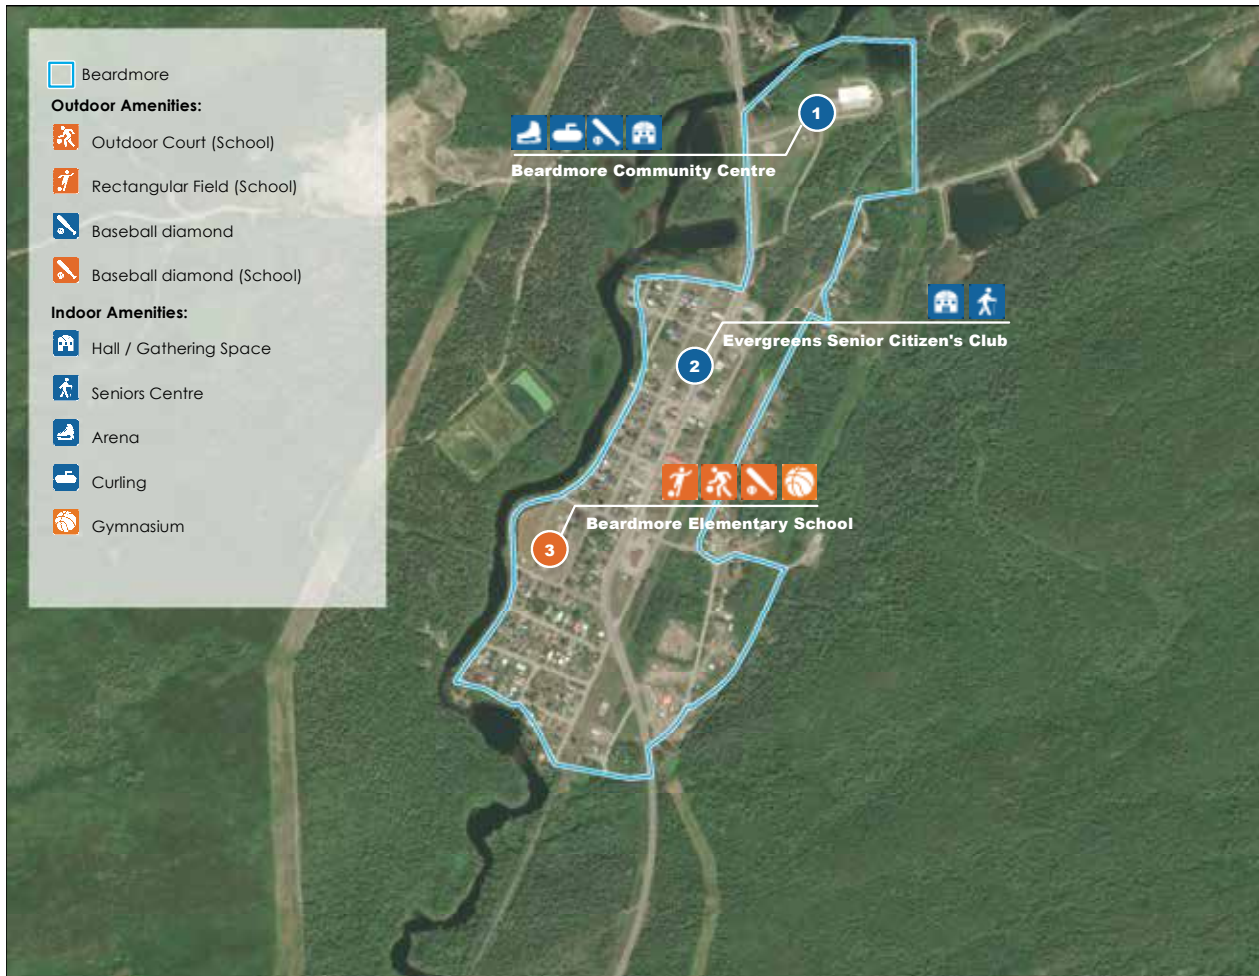 Beardmore
Outdoor Amenities:
Outdoor Court (School)
Rectangular Field (School)
Baseball diamond
Baseball diamond (School)
Indoor Amenities:
Hall / Gathering Space
Seniors Centre
Arena
Curling
Gymnasium
1
Beardmore Community Centre
2
Evergreens Senior Citizen's Club
3
Beardmore Elementary School